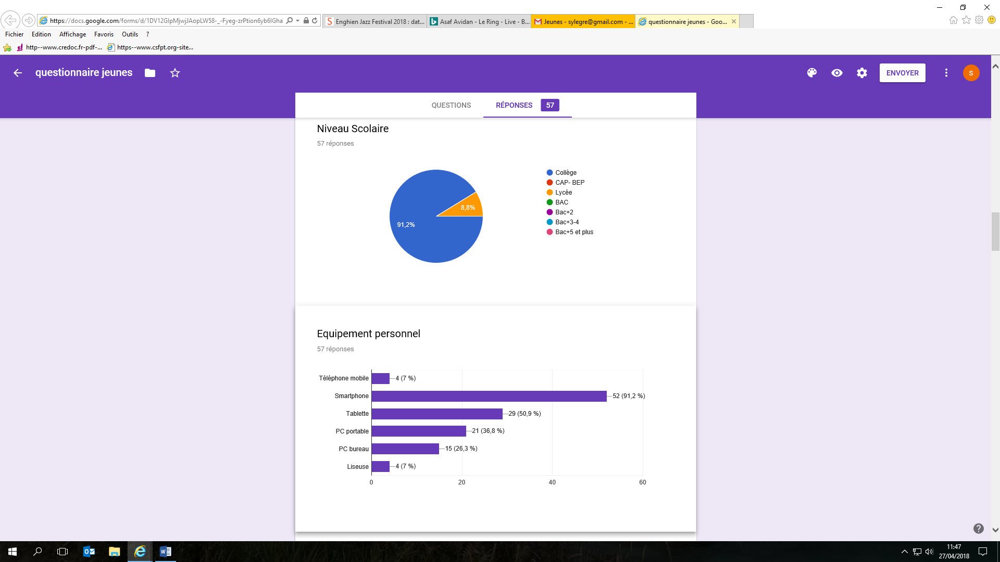 https://docs.google.com/forms/d/1DV12GlpMjwjJAopLW58-_-Fyeg-zrPtion6yb6lGha
Enghien Jazz Festival 2018 : dat...
Asaf Avidan - Le Ring - Live - B...
Jeunes - sylegre@gmail.com - ...
questionnaire jeunes - Goo...
Fichier Edition Affichage Favoris Outils ?
http--www.credoc.fr-pdf-... https--www.csfpt.org-site...
questionnaire jeunes
ENVOYER
S
QUESTIONS
RÉPONSES 57
Niveau Scolaire
57 réponses
8,8%
91,2%
Collège
CAP- BEP
Lycée
BAC
Bac+2
Bac+3-4
Bac+5 et plus
Equipement personnel
57 réponses
Téléphone mobile 4 (7 %)
Smartphone 52 (91,2 %)
Tablette 29 (50,9 %)
PC portable 21 (36,8 %)
PC bureau 15 (26,3 %)
Liseuse 4 (7 %)
0 20 40 60
11:47
27/04/2018